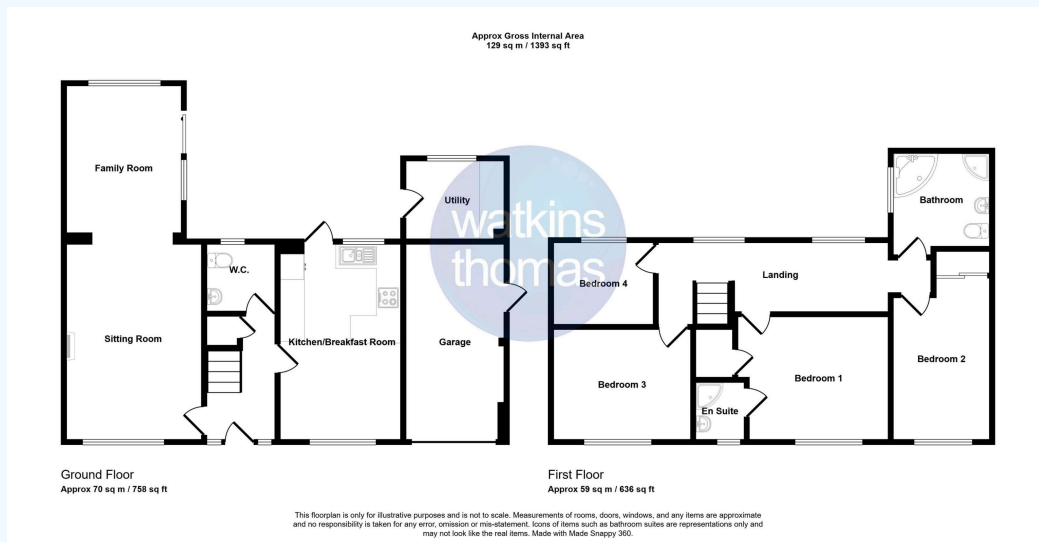 Approx Gross Internal Area
129 sq m / 1393 sq ft
Family Room
Utility
Bathroom
watkins
thomas
W.C.
Landing
Bedroom 4
Sitting Room
Kitchen/Breakfast Room
Garage
Bedroom 2
Bedroom 3
Bedroom 1
En Suite
Ground Floor
Approx 70 sq m / 758 sq ft
First Floor
Approx 59 sq m / 636 sq ft
This floorplan is only for illustrative purposes and is not to scale. Measurements of rooms, doors, windows, and any items are approximate
and no responsibility is taken for any error, omission or mis-statement. Icons of items such as bathroom suites are representations only and
may not look like the real items. Made with Made Snappy 360.